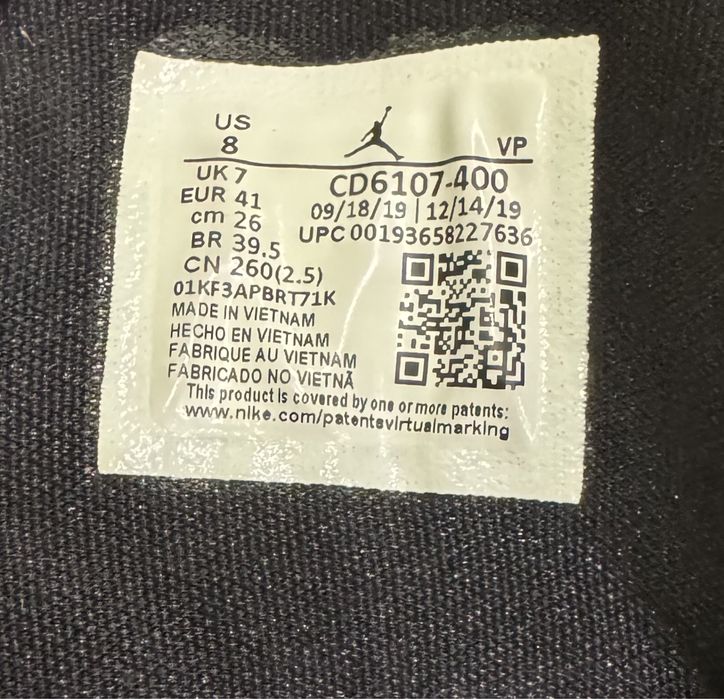 US
8
VP
UK 7
EUR 41
cm 26
BR 39.5
CN 260(2.5)
CD6107-400
09/18/19 | 12/14/19
UPC 00193658227636
01KF3APBRT71K
MADE IN VIETNAM
HECHO EN VIETNAM
FABRIQUE AU VIETNAM
FABRICADO NO VIETNÃ
This product is covered by one or more patents:
www.nike.com/patentsvirtualmarking